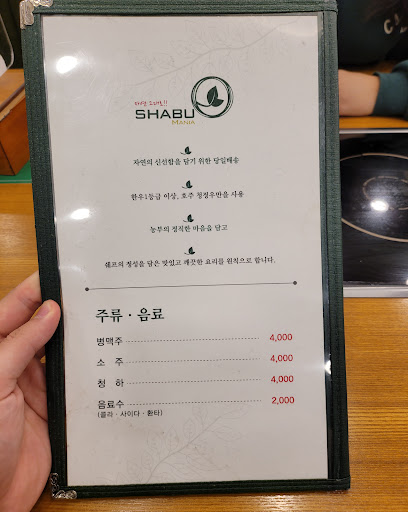 SHABU
MANIA
자연의 신선함을 담기 위한 당일배송
한우1등급 이상, 호주 청정우만을 사용
농부의 정직한 마음을 담고
쉐프의 정성을 담은 맛있고 깨끗한 요리를 원칙으로 합니다.
주류 · 음료
병맥주 4,000
소 주 4,000
청 하 4,000
음료수 2,000
(콜라 · 사이다 · 환타)